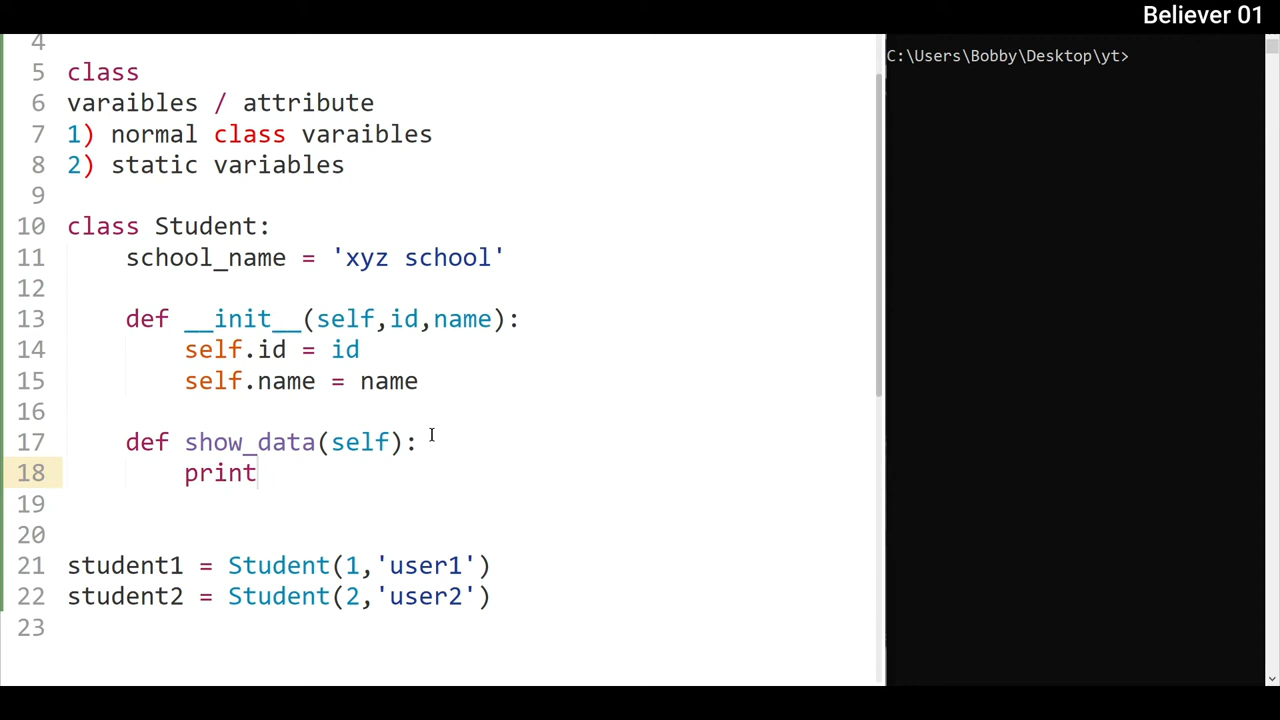 Believer 01
4
5 class
6 varaibles / attribute
7 1) normal class varaibles
8 2) static variables
9
10 class Student:
11 school_name = 'xyz school'
12
13 def __init__(self,id,name):
14 self.id = id
15 self.name = name
16
17 def show_data(self):
18 print
19
20
21 student1 = Student(1,'user1')
22 student2 = Student(2,'user2')
23
C:\Users\Bobby\Desktop\yt>